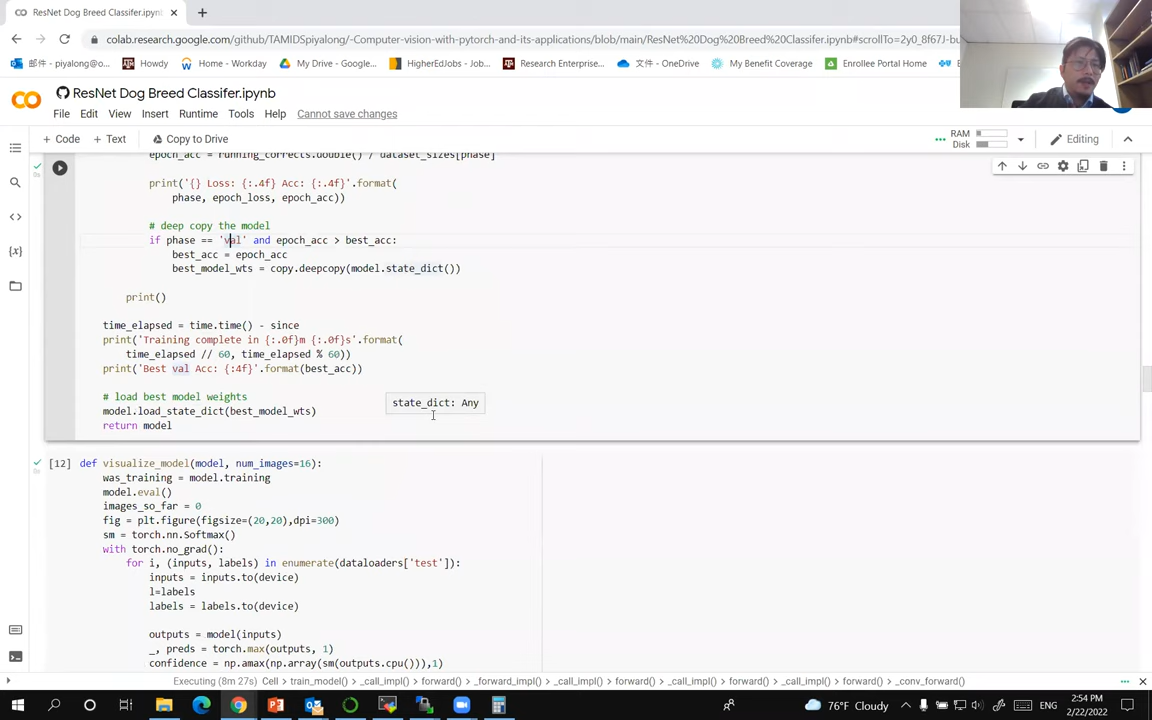 ResNet Dog Breed Classifer.ipynb
colab.research.google.com/github/TAMIDSpiyalong/-Computer-vision-with-pytorch-and-its-applications/blob/main/ResNet%20Dog%20Breed%20Classifer.ipynb#scrollTo=2y0_8f67J-bu
邮件 - piyalong@o... Howdy Home - Workday My Drive - Google... HigherEdJobs - Job... Research Enterprise... 文件 - OneDrive My Benefit Coverage Enrollee Portal Home
ResNet Dog Breed Classifer.ipynb
File Edit View Insert Runtime Tools Help Cannot save changes
+ Code + Text Copy to Drive RAM Disk Editing
epoch_acc = running_corrects.double() / dataset_sizes[phase]
print('{} Loss: {:.4f} Acc: {:.4f}'.format(
phase, epoch_loss, epoch_acc))
# deep copy the model
if phase == 'val' and epoch_acc > best_acc:
best_acc = epoch_acc
best_model_wts = copy.deepcopy(model.state_dict())
print()
time_elapsed = time.time() - since
print('Training complete in {:.0f}m {:.0f}s'.format(
time_elapsed // 60, time_elapsed % 60))
print('Best val Acc: {:4f}'.format(best_acc))
# load best model weights
state_dict: Any
model.load_state_dict(best_model_wts)
return model
[12] def visualize_model(model, num_images=16):
was_training = model.training
model.eval()
images_so_far = 0
fig = plt.figure(figsize=(20,20),dpi=300)
sm = torch.nn.Softmax()
with torch.no_grad():
for i, (inputs, labels) in enumerate(dataloaders['test']):
inputs = inputs.to(device)
l=labels
labels = labels.to(device)
outputs = model(inputs)
_, preds = torch.max(outputs, 1)
confidence = np.amax(np.array(sm(outputs.cpu())),1)
Executing (8m 27s) Cell > train_model() > _call_impl() > forward() > _forward_impl() > _call_impl() > forward() > _call_impl() > forward() > _call_impl() > forward() > _conv_forward()
76°F Cloudy ENG 2:54 PM
2/22/2022